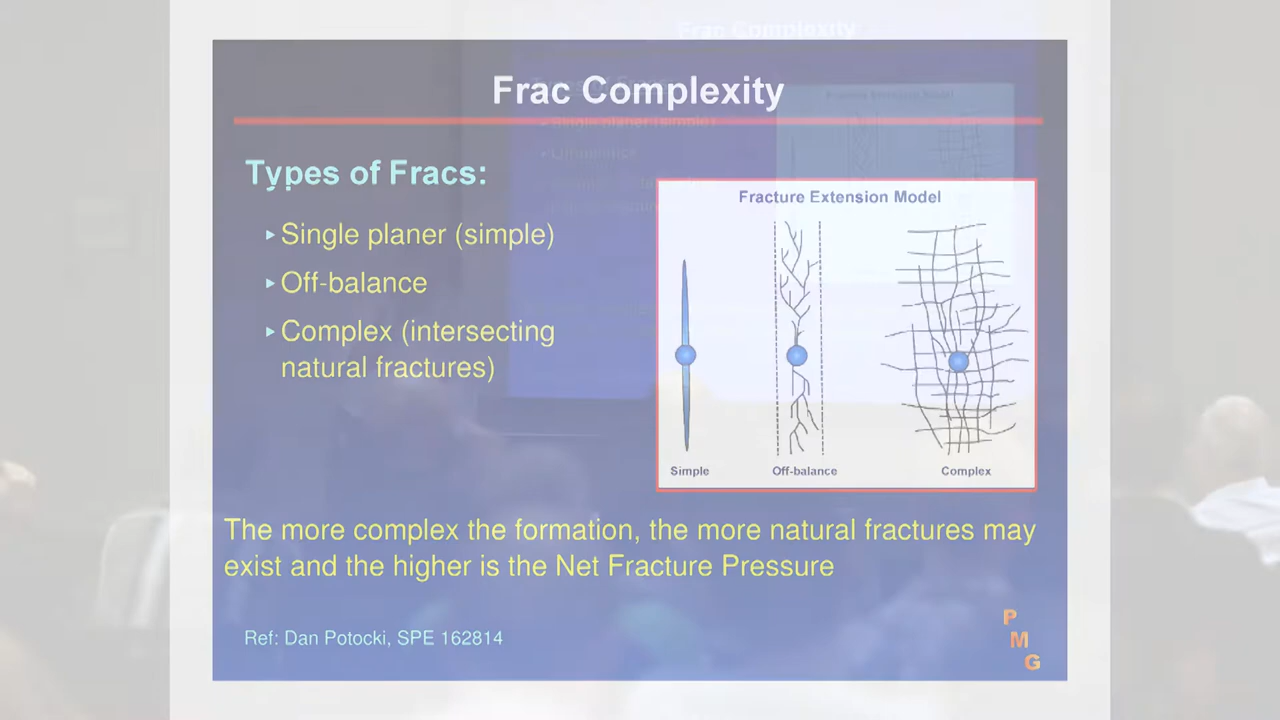 Frac Complexity
Types of Fracs:
▸ Single planer (simple)
▸ Off-balance
▸ Complex (intersecting
natural fractures)
Fracture Extension Model
Simple
Off-balance
Complex
The more complex the formation, the more natural fractures may
exist and the higher is the Net Fracture Pressure
Ref: Dan Potocki, SPE 162814
P
M
G